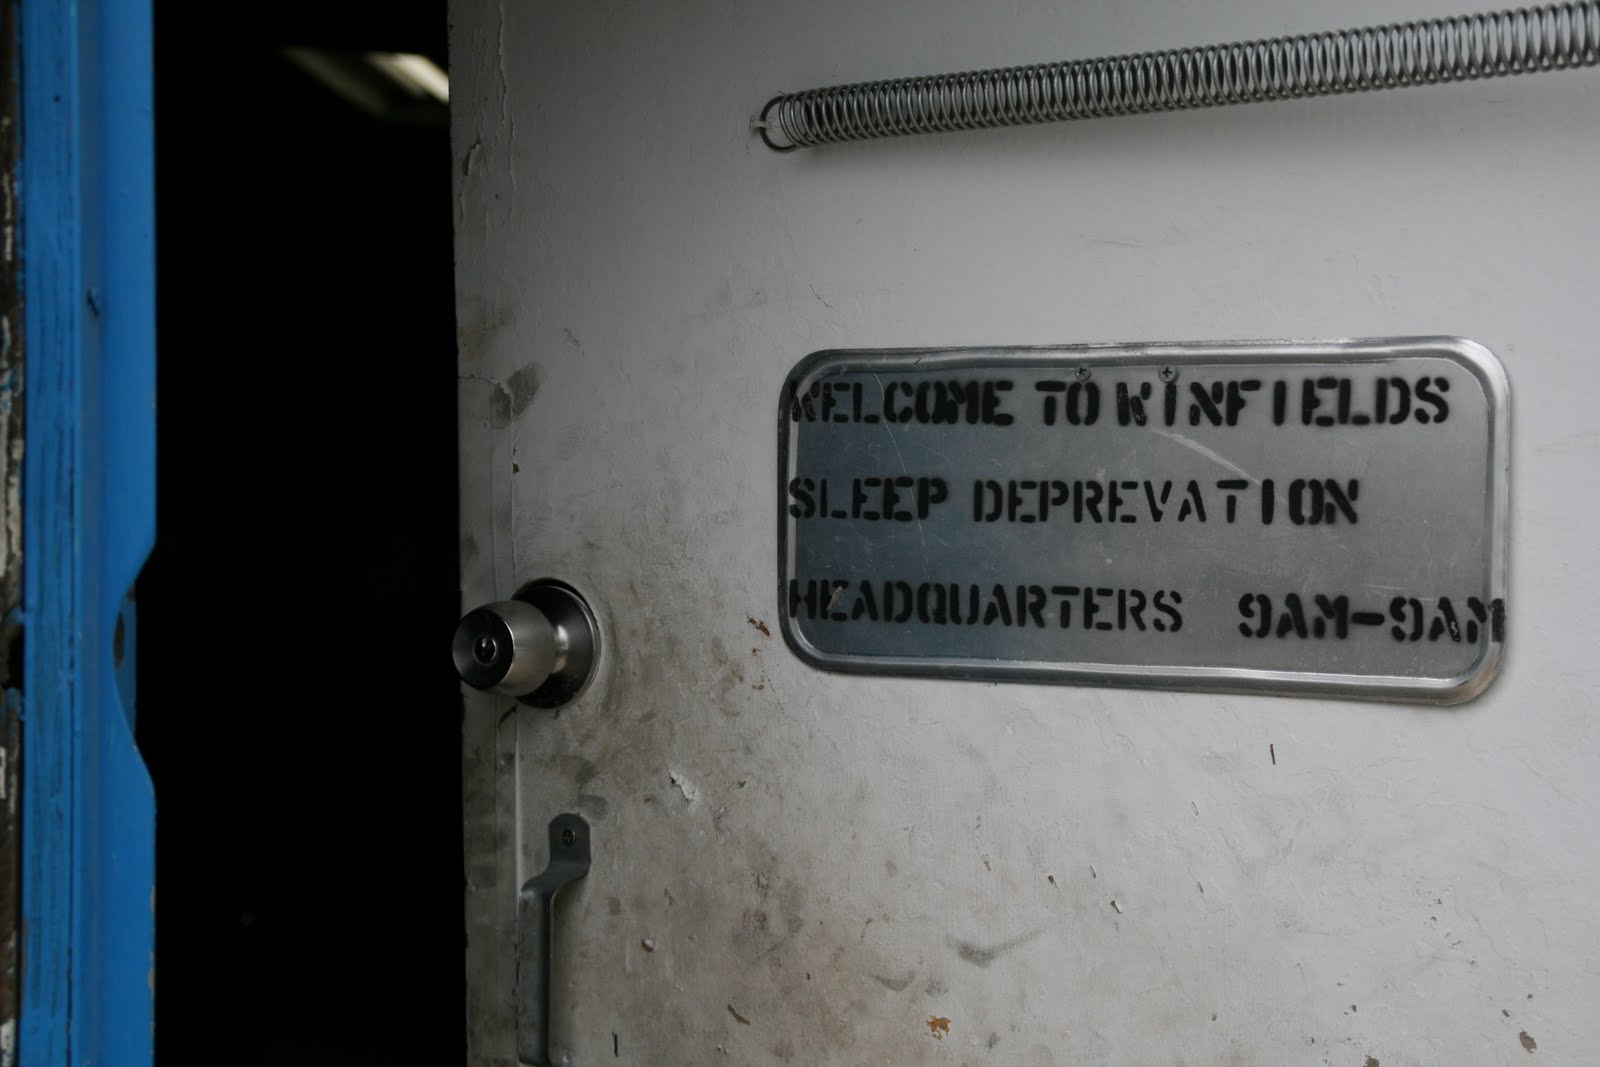 WELCOME TO WINFIELDS
SLEEP DEPREVATION
HEADQUARTERS 9AM-9AM